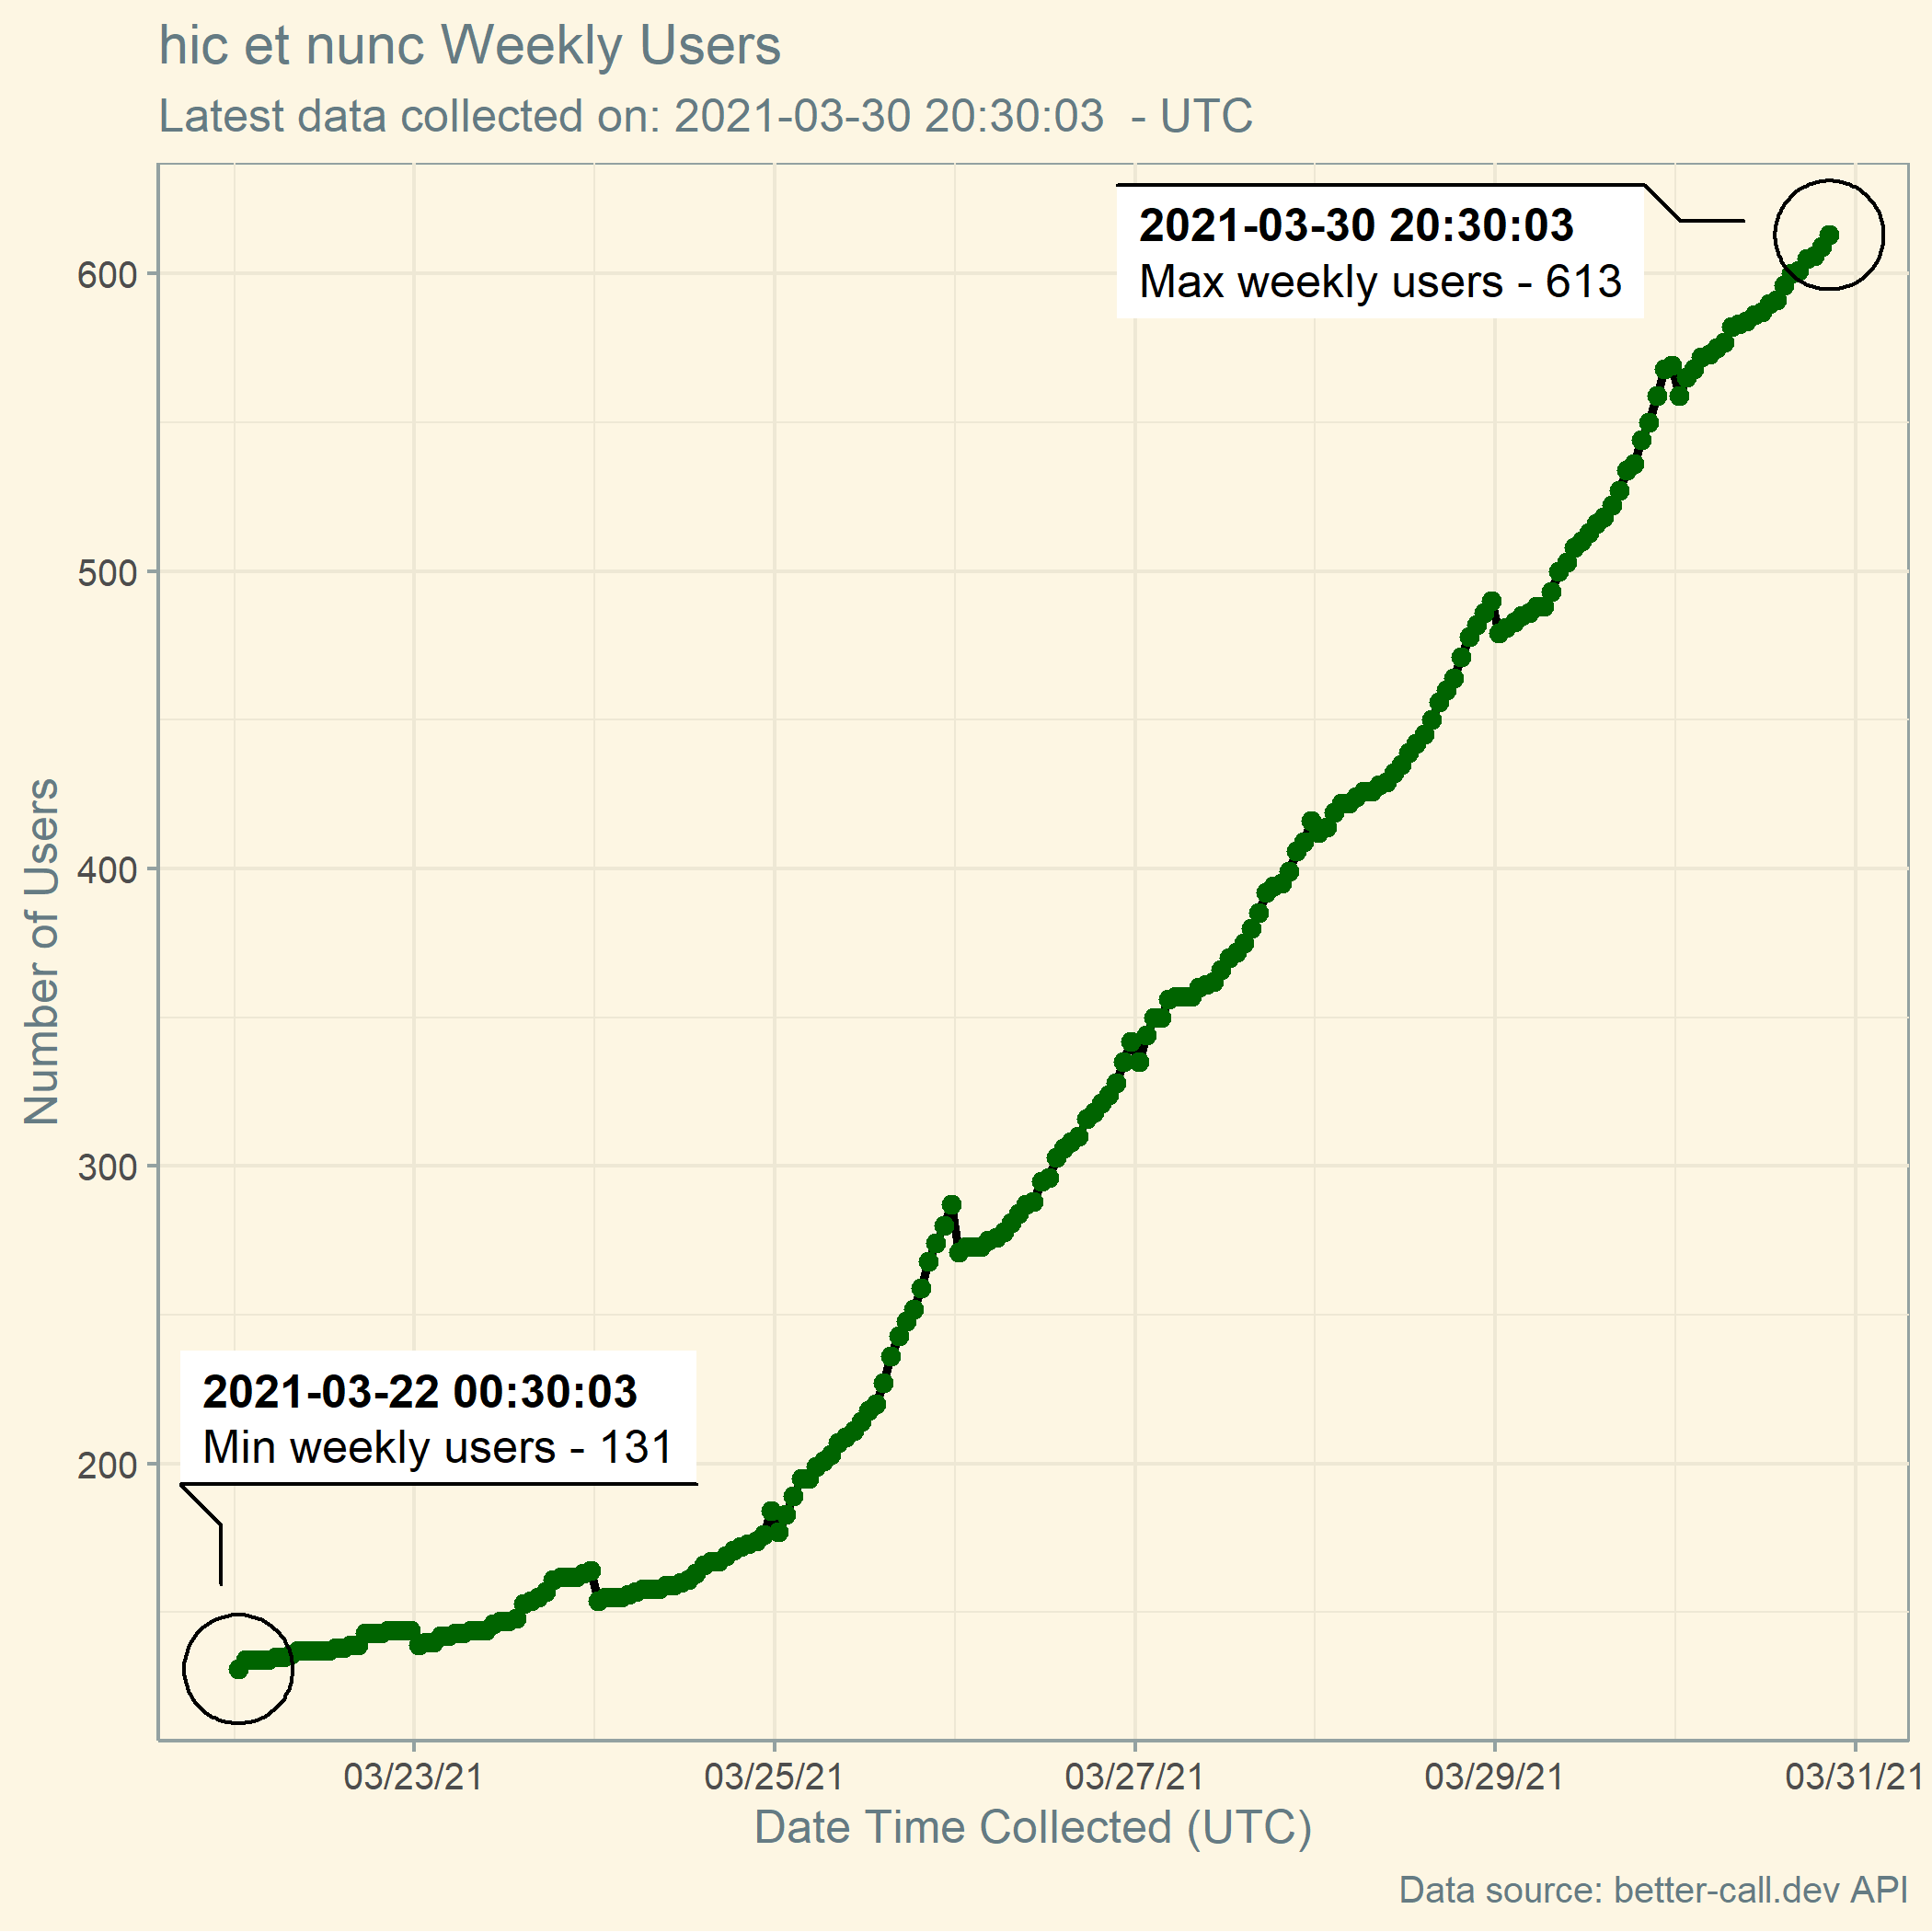 hic et nunc Weekly Users
Latest data collected on: 2021-03-30 20:30:03  - UTC
2021-03-30 20:30:03
Max weekly users - 613
600
500
400
300
200
Number of Users
2021-03-22 00:30:03
Min weekly users - 131
03/23/21
03/25/21
03/27/21
03/29/21
03/31/21
Date Time Collected (UTC)
Data source: better-call.dev API